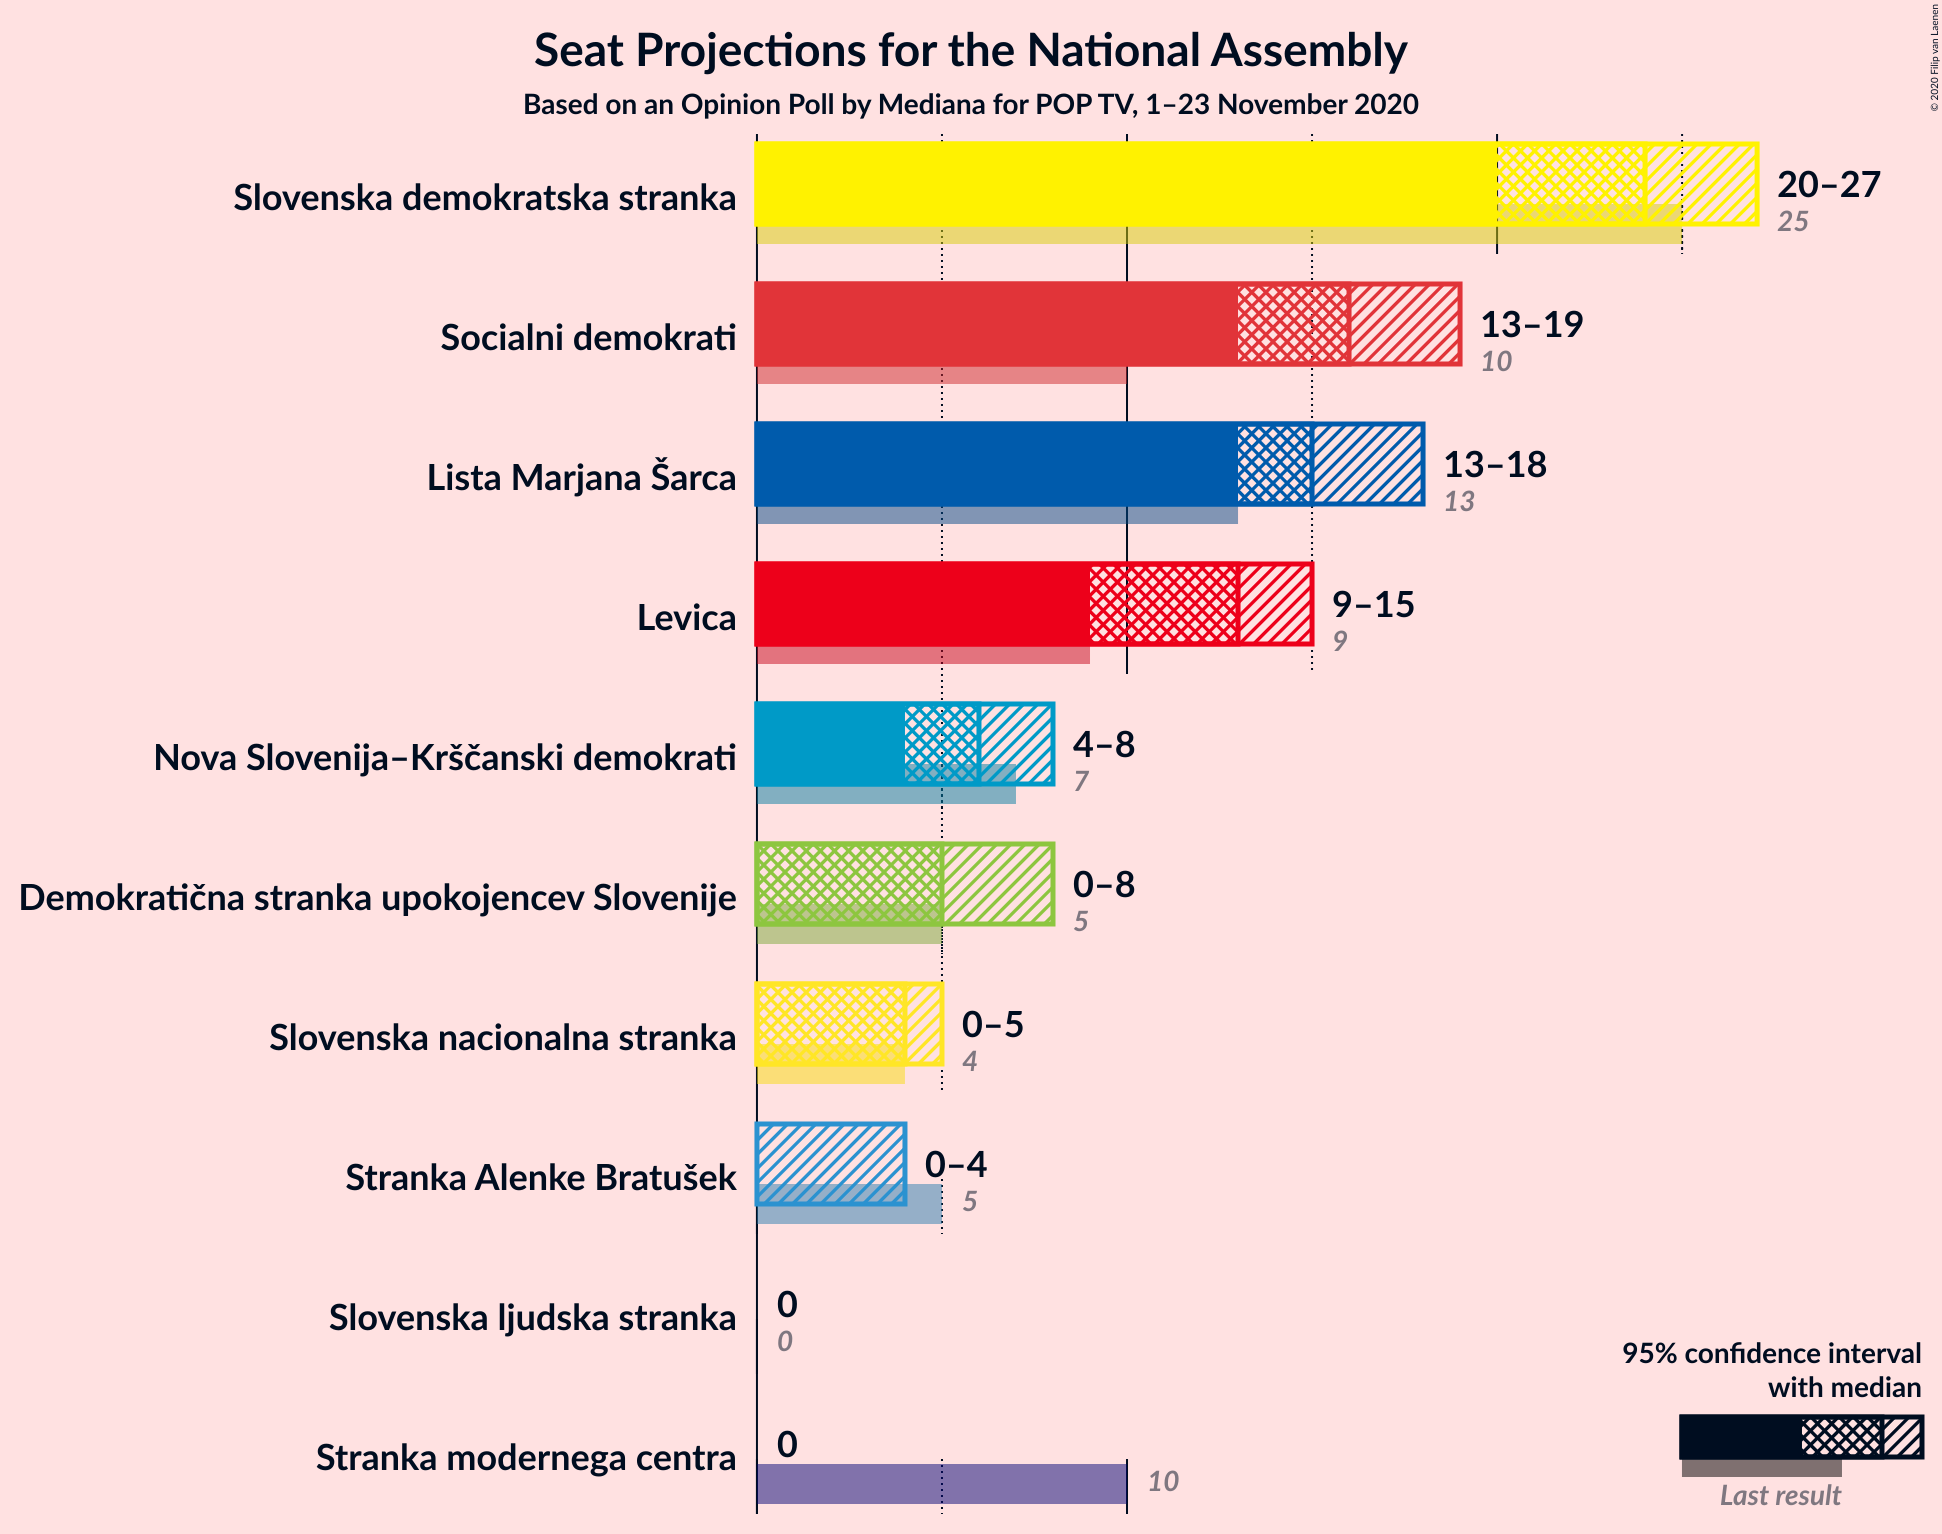 Seat Projections for the National Assembly
Based on an Opinion Poll by Mediana for POP TV, 1–23 November 2020
© 2020 Filip van Laenen
Slovenska demokratska stranka
20–27
25
Socialni demokrati
13–19
10
Lista Marjana Šarca
13–18
13
Levica
9–15
9
Nova Slovenija–Krščanski demokrati
4–8
7
Demokratična stranka upokojencev Slovenije
0–8
5
Slovenska nacionalna stranka
0–5
4
Stranka Alenke Bratušek
0–4
5
Slovenska ljudska stranka
0
0
Stranka modernega centra
0
10
95% confidence interval
with median
Last result